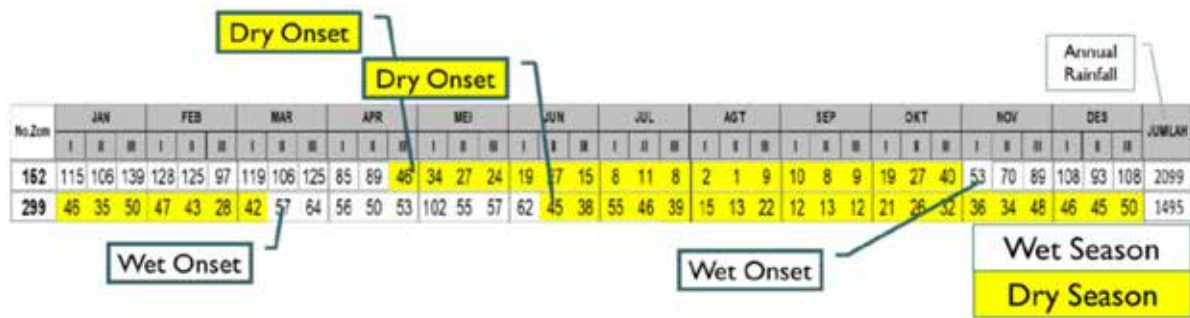 Dry Onset
Dry Onset
Annual
Rainfall
No.Zom JAN FEB MAR APR MEI JUN JUL AGT SEP OKT NOV DES JUMLAH
I II III I II III I II III I II III I II III I II III I II III I II III I II III I II III I II III I II III
162 115 106 139 128 125 97 119 106 125 85 89 46 34 27 24 19 27 15 8 11 8 2 1 9 10 8 9 19 27 40 53 70 89 108 93 108 2099
299 46 35 50 47 43 28 42 57 64 56 50 53 102 55 57 62 45 38 55 46 39 15 13 22 12 13 12 21 26 32 36 34 48 46 45 50 1495
Wet Onset
Wet Onset
Wet Season
Dry Season